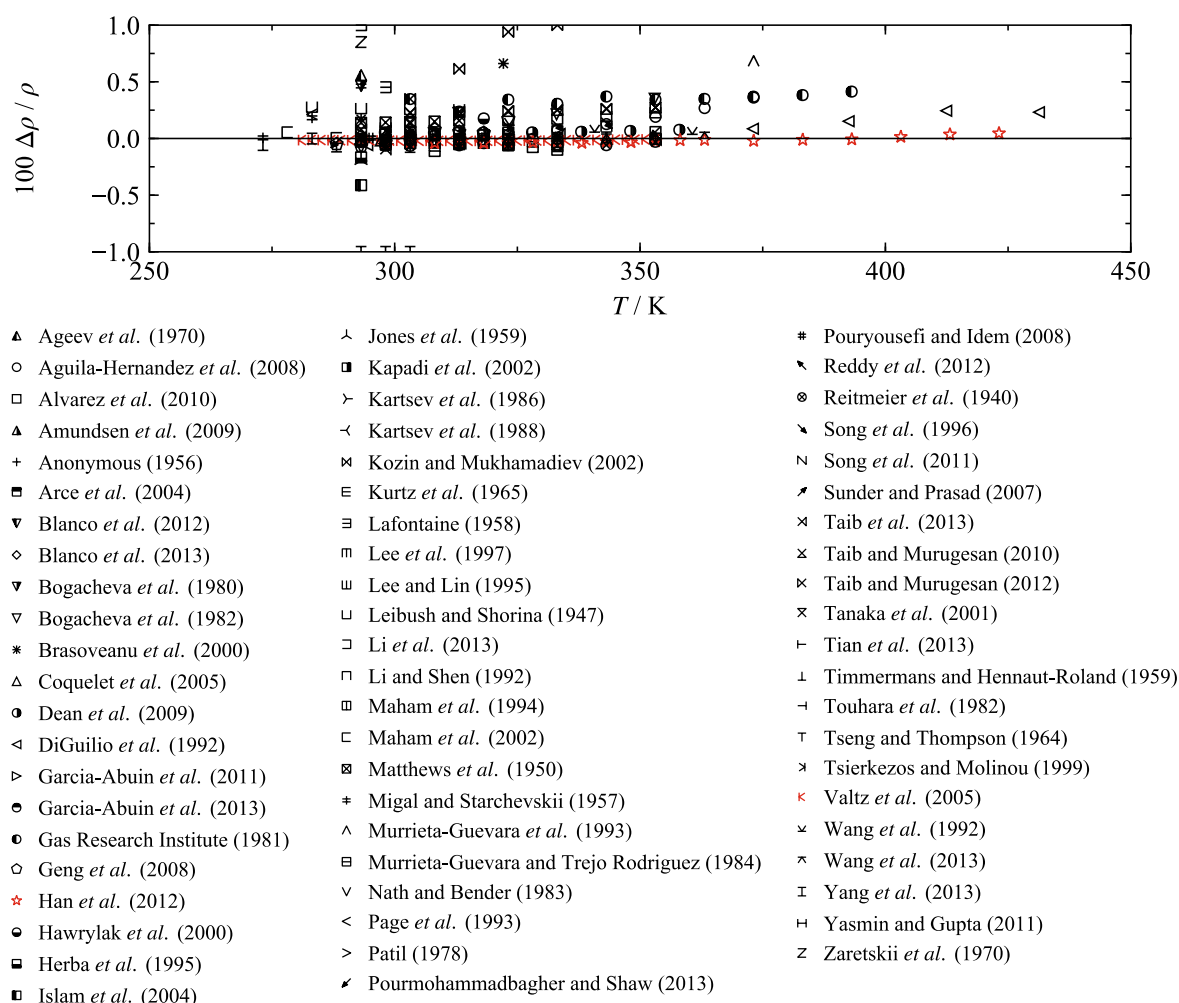 100 Δρ / ρ
1.0
0.5
0.0
−0.5
−1.0
250
300
350
400
450
T / K
Ageev et al. (1970)
Aguila-Hernandez et al. (2008)
Alvarez et al. (2010)
Amundsen et al. (2009)
Anonymous (1956)
Arce et al. (2004)
Blanco et al. (2012)
Blanco et al. (2013)
Bogacheva et al. (1980)
Bogacheva et al. (1982)
Brasoveanu et al. (2000)
Coquelet et al. (2005)
Dean et al. (2009)
DiGuilio et al. (1992)
Garcia-Abuin et al. (2011)
Garcia-Abuin et al. (2013)
Gas Research Institute (1981)
Geng et al. (2008)
Han et al. (2012)
Hawrylak et al. (2000)
Herba et al. (1995)
Islam et al. (2004)
Jones et al. (1959)
Kapadi et al. (2002)
Kartsev et al. (1986)
Kartsev et al. (1988)
Kozin and Mukhamadiev (2002)
Kurtz et al. (1965)
Lafontaine (1958)
Lee et al. (1997)
Lee and Lin (1995)
Leibush and Shorina (1947)
Li et al. (2013)
Li and Shen (1992)
Maham et al. (1994)
Maham et al. (2002)
Matthews et al. (1950)
Migal and Starchevskii (1957)
Murrieta-Guevara et al. (1993)
Murrieta-Guevara and Trejo Rodriguez (1984)
Nath and Bender (1983)
Page et al. (1993)
Patil (1978)
Pourmohammadbagher and Shaw (2013)
Pouryousefi and Idem (2008)
Reddy et al. (2012)
Reitmeier et al. (1940)
Song et al. (1996)
Song et al. (2011)
Sunder and Prasad (2007)
Taib et al. (2013)
Taib and Murugesan (2010)
Taib and Murugesan (2012)
Tanaka et al. (2001)
Tian et al. (2013)
Timmermans and Hennaut-Roland (1959)
Touhara et al. (1982)
Tseng and Thompson (1964)
Tsierkezos and Molinou (1999)
Valtz et al. (2005)
Wang et al. (1992)
Wang et al. (2013)
Yang et al. (2013)
Yasmin and Gupta (2011)
Zaretskii et al. (1970)